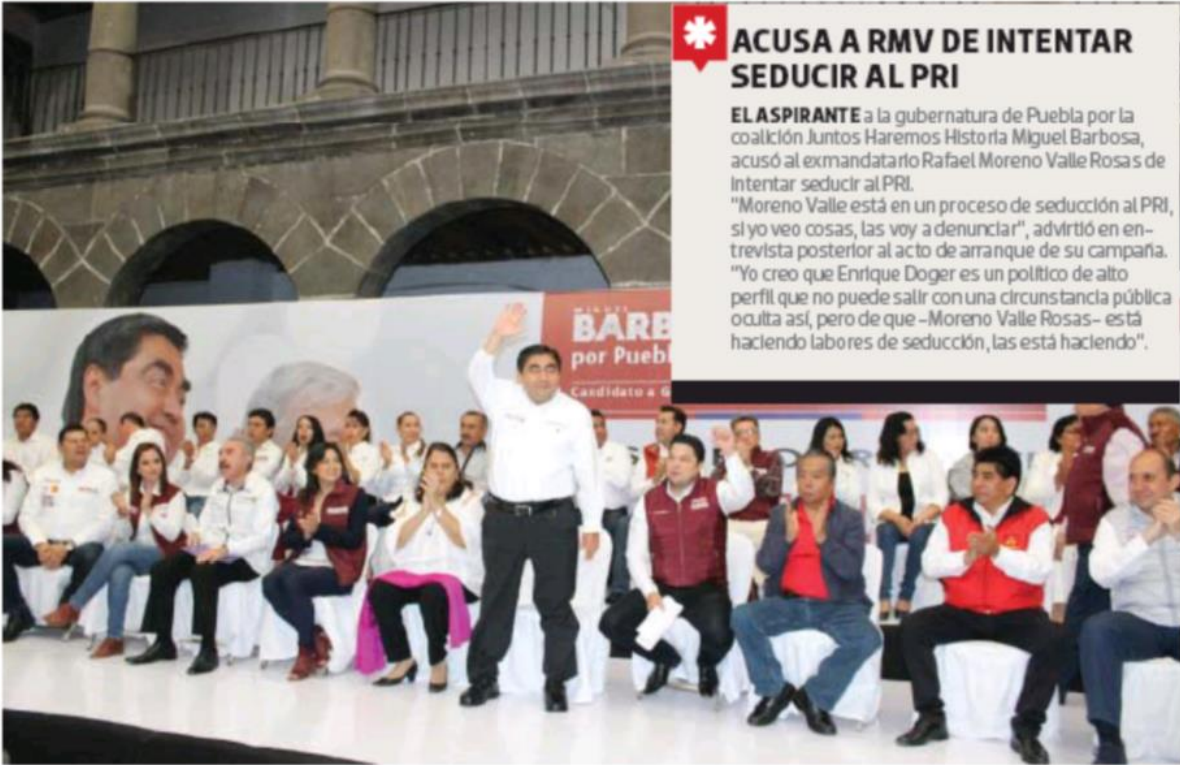 ACUSA A RMV DE INTENTAR
SEDUCIR AL PRI
EL ASPIRANTE a la gubernatura de Puebla por la
coalición Juntos Haremos Historia Miguel Barbosa,
acusó al exmandatario Rafael Moreno Valle Rosas de
intentar seducir al PRI.
"Moreno Valle está en un proceso de seducción al PRI,
si yo veo cosas, las voy a denunciar", advirtió en en-
trevista posterior al acto de arranque de su campaña.
"Yo creo que Enrique Doger es un político de alto
perfil que no puede salir con una circunstancia pública
oculta así, pero de que –Moreno Valle Rosas– está
haciendo labores de seducción, las está haciendo".
MIGUEL
BARB
por Puebl
Candidato a G